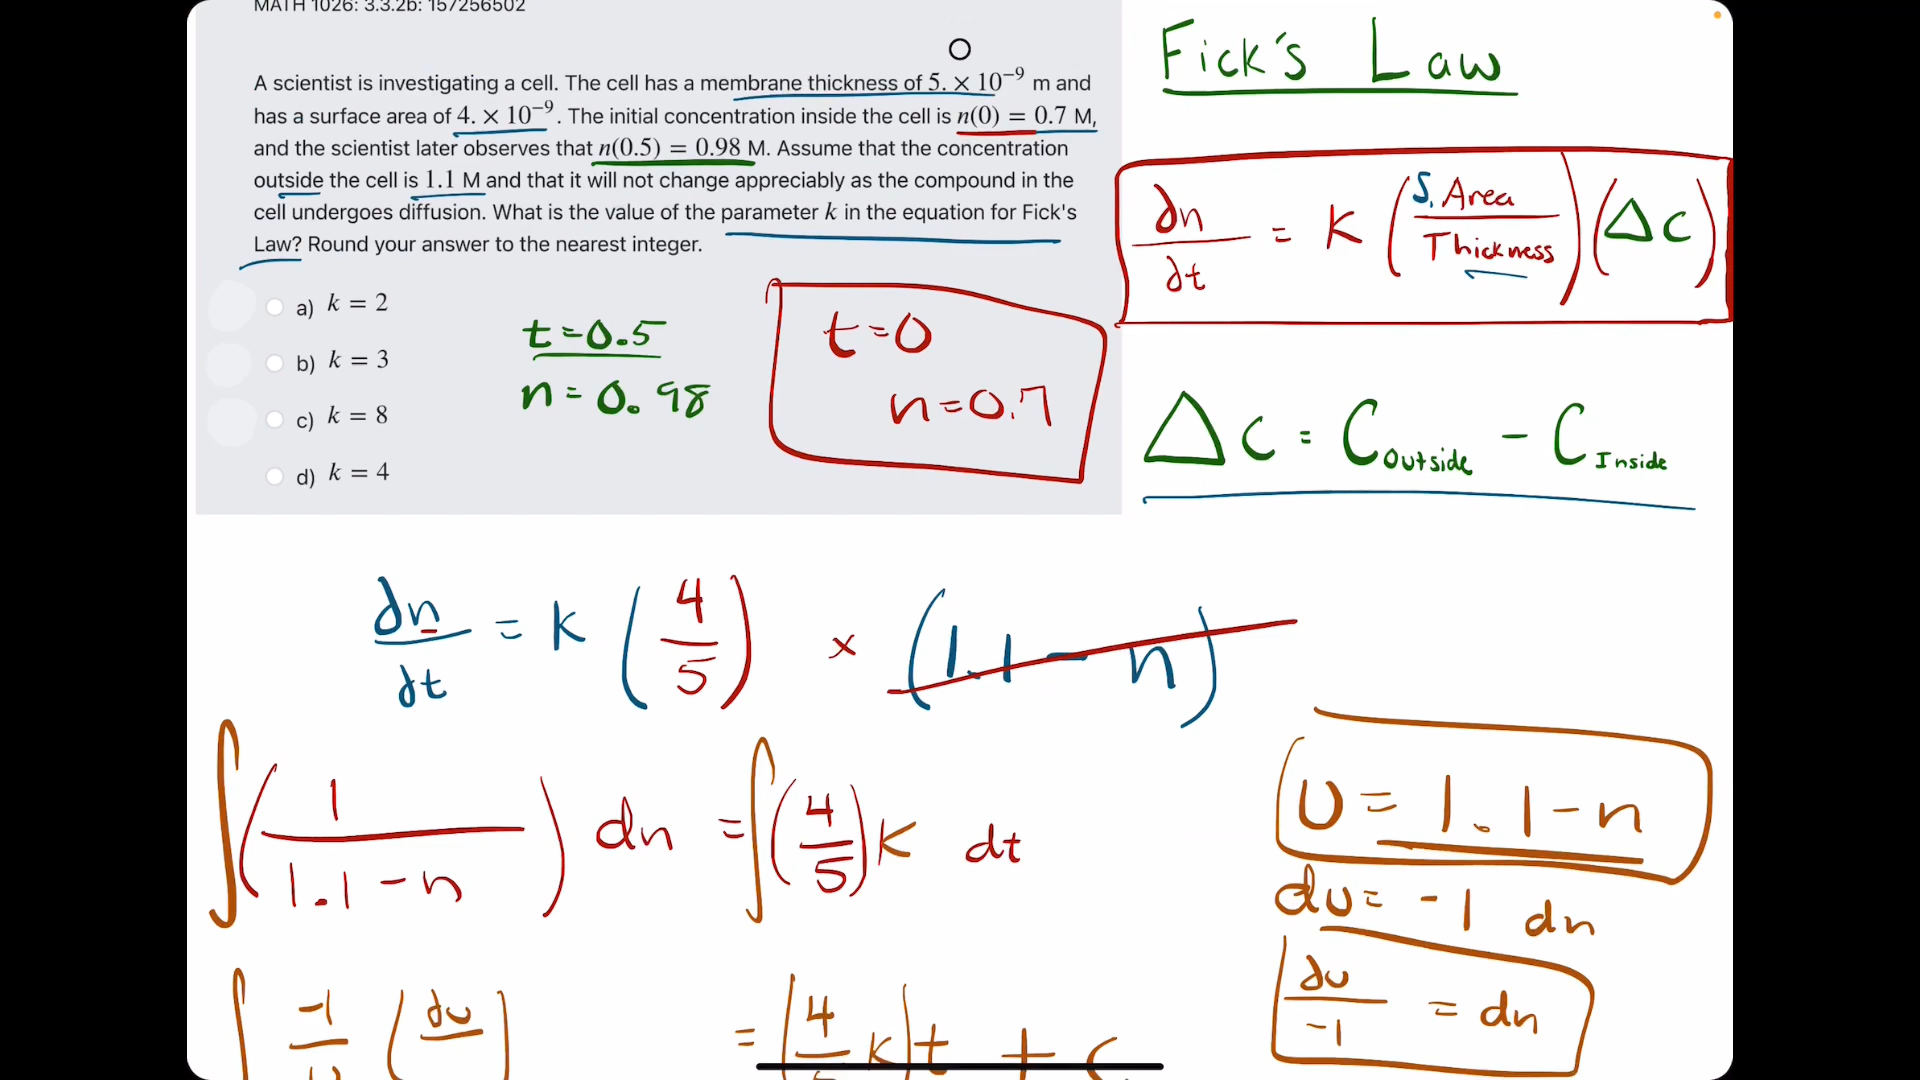 MATH 1026: 3.3.2b: 157256502
A scientist is investigating a cell. The cell has a membrane thickness of 5. × 10⁻⁹ m and
has a surface area of 4. × 10⁻⁹. The initial concentration inside the cell is n(0) = 0.7 M,
and the scientist later observes that n(0.5) = 0.98 M. Assume that the concentration
outside the cell is 1.1 M and that it will not change appreciably as the compound in the
cell undergoes diffusion. What is the value of the parameter k in the equation for Fick's
Law? Round your answer to the nearest integer.
a) k = 2
b) k = 3
c) k = 8
d) k = 4
t=0.5
n=0.98
t=0
n=0.7
Fick's Law
dn/dt = K (S. Area/Thickness)(Δc)
Δc = C Outside - C Inside
dn/dt = K (4/5) x (1.1 - n)
∫(1/(1.1-n)) dn = ∫(4/5)K dt
U = 1.1-n
du = -1 dn
du/-1 = dn
∫ -1/u (du
= (4/5 K)t + C